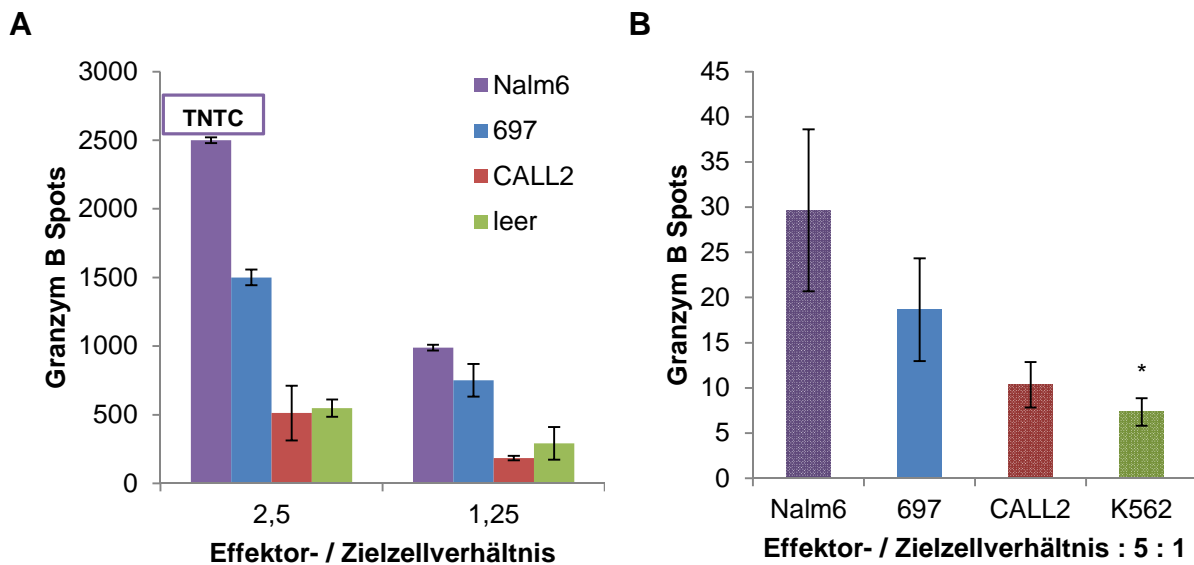 A
3000
2500
2000
1500
1000
500
0
Granzym B Spots
TNTC
Nalm6
697
CALL2
leer
2,5
1,25
Effektor- / Zielzellverhältnis
B
45
40
35
30
25
20
15
10
5
0
Granzym B Spots
*
Nalm6
697
CALL2
K562
Effektor- / Zielzellverhältnis : 5 : 1